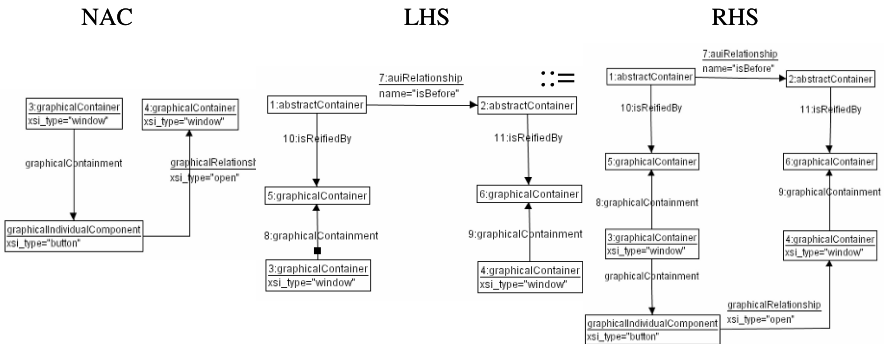 NAC
LHS
RHS
3:graphicalContainer
xsi_type="window"
4:graphicalContainer
xsi_type="window"
graphicalContainment
graphicalRelationsh
xsi_type="open"
graphicalIndividualComponent
xsi_type="button"
7:auiRelationship
name="isBefore"
::=
1:abstractContainer
2:abstractContainer
10:isReifiedBy
11:isReifiedBy
5:graphicalContainer
6:graphicalContainer
8:graphicalContainment
9:graphicalContainment
3:graphicalContainer
xsi_type="window"
4:graphicalContainer
xsi_type="window"
7:auiRelationship
name="isBefore"
1:abstractContainer
2:abstractContainer
10:isReifiedBy
11:isReifiedBy
5:graphicalContainer
6:graphicalContainer
8:graphicalContainment
9:graphicalContainment
3:graphicalContainer
xsi_type="window"
4:graphicalContainer
xsi_type="window"
graphicalContainment
graphicalRelationship
xsi_type="open"
graphicalIndividualComponent
xsi_type="button"